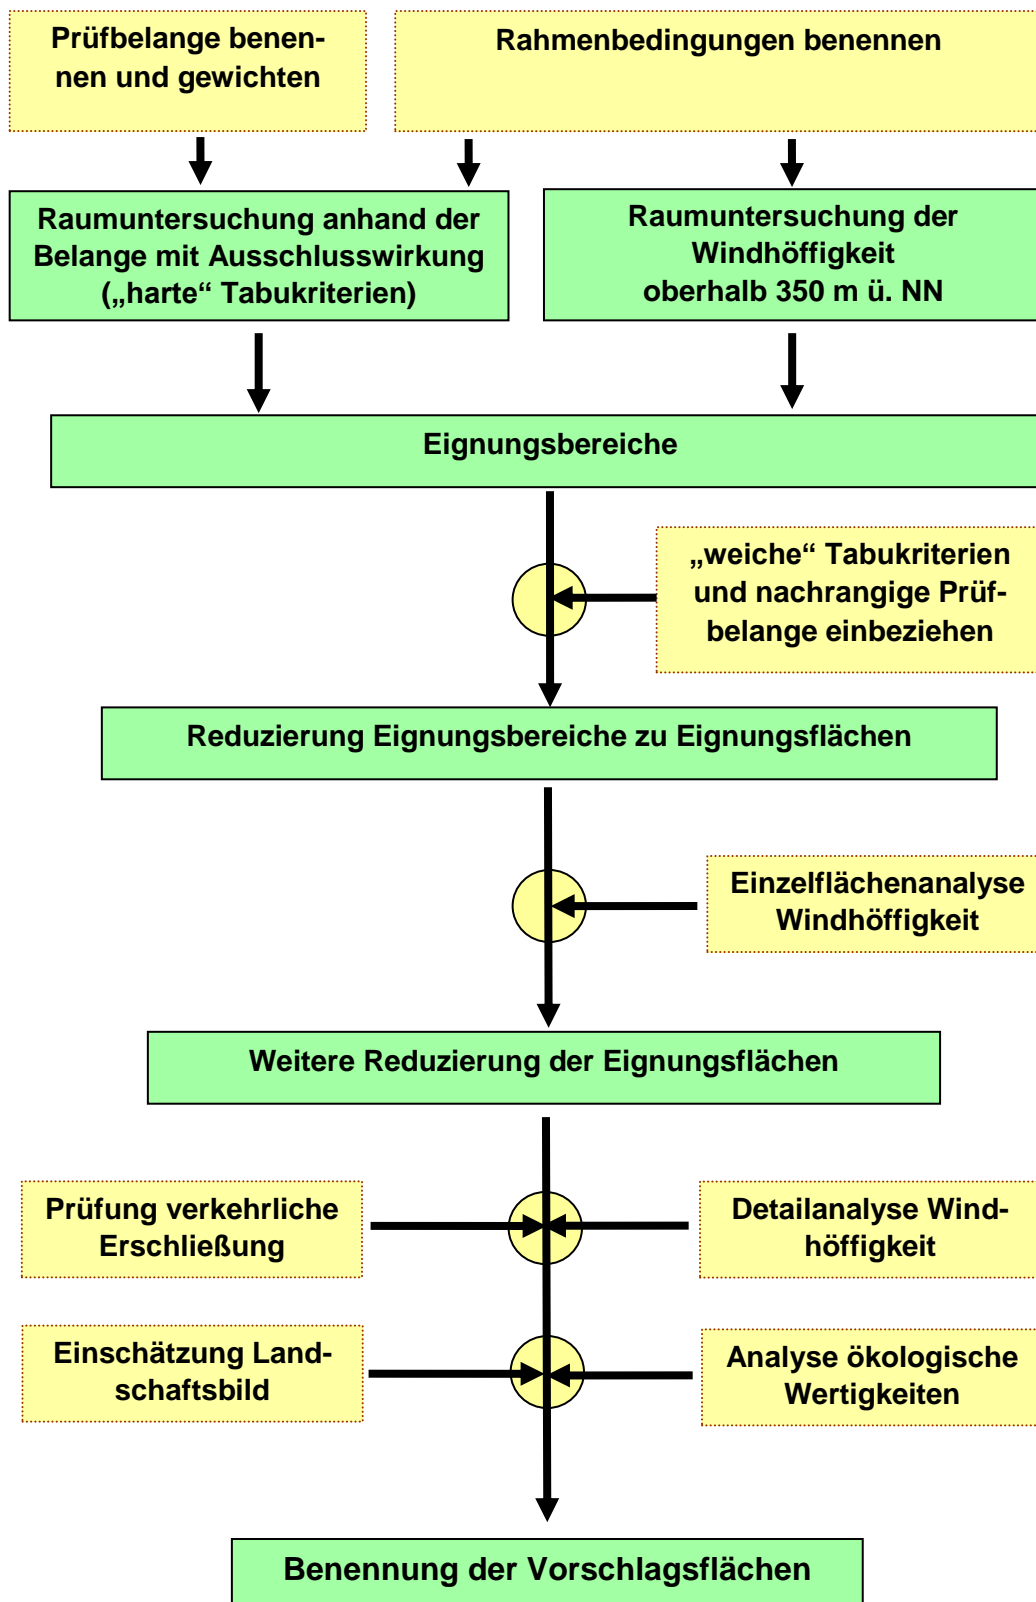 Prüfbelange benen-
nen und gewichten
Rahmenbedingungen benennen
Raumuntersuchung anhand der
Belange mit Ausschlusswirkung
(„harte“ Tabukriterien)
Raumuntersuchung der
Windhöffigkeit
oberhalb 350 m ü. NN
Eignungsbereiche
„weiche“ Tabukriterien
und nachrangige Prüf-
belange einbeziehen
Reduzierung Eignungsbereiche zu Eignungsflächen
Einzelflächenanalyse
Windhöffigkeit
Weitere Reduzierung der Eignungsflächen
Prüfung verkehrliche
Erschließung
Detailanalyse Wind-
höffigkeit
Einschätzung Land-
schaftsbild
Analyse ökologische
Wertigkeiten
Benennung der Vorschlagsflächen